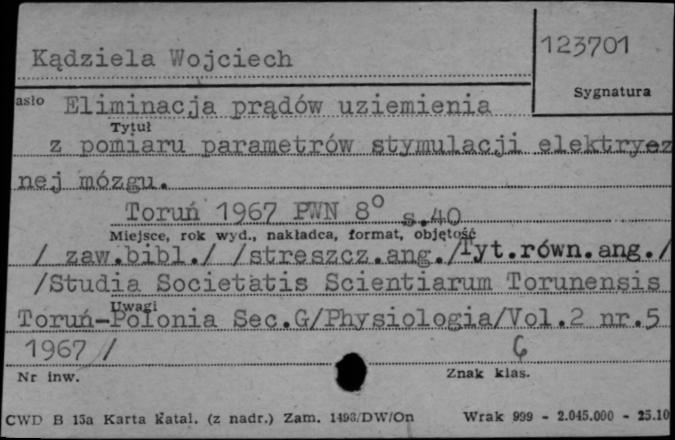 Kądziela Wojciech
123701
Sygnatura
asło Eliminacja prądów uziemienia
Tytuł
z pomiaru parametrów stymulacji elektrycz
nej mózgu.
Toruń 1967 PWN 8° s.40
Miejsce, rok wyd., nakładca, format, objętość
/ zaw.bibl./ /streszcz.ang./Tyt.równ.ang./
/Studia Societatis Scientiarum Torunensis
Uwagi
Toruń-Polonia Sec.G/Physiologia/Vol.2 nr.5
1967 / 6
Nr inw. Znak klas.
CWD B 15a Karta katal. (z nadr.) Zam. 1493/DW/On Wrak 999 - 2.045.000 - 25.10